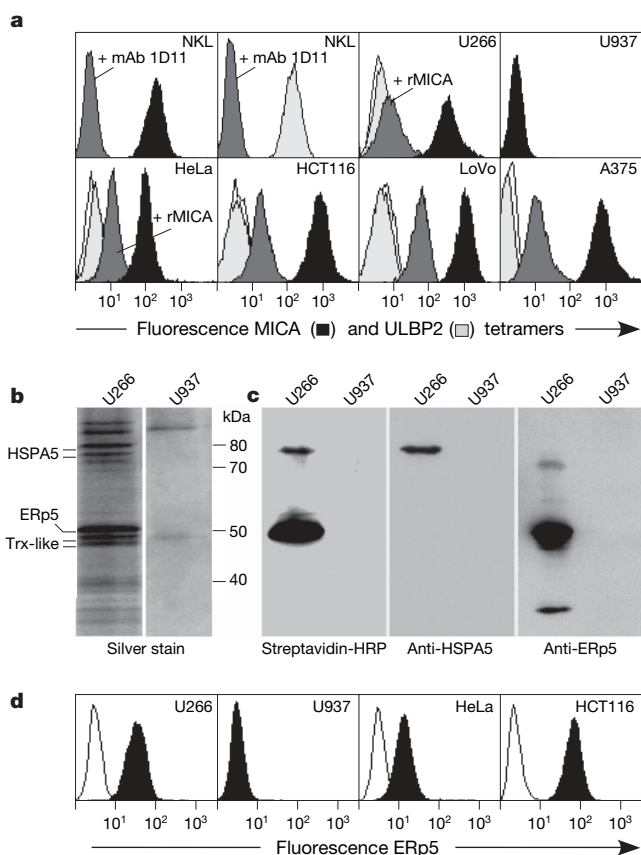 a
NKL NKL U266 U937
+ mAb 1D11 + mAb 1D11 + rMICA
HeLa HCT116 LoVo A375
+ rMICA
10¹ 10² 10³ 10¹ 10² 10³ 10¹ 10² 10³ 10¹ 10² 10³
Fluorescence MICA (■) and ULBP2 (□) tetramers
b U266 U937 c U266 U937 U266 U937 U266 U937
kDa
HSPA5 80
70
ERp5 50
Trx-like
40
Silver stain Streptavidin-HRP Anti-HSPA5 Anti-ERp5
d
U266 U937 HeLa HCT116
10¹ 10² 10³ 10¹ 10² 10³ 10¹ 10² 10³ 10¹ 10² 10³
Fluorescence ERp5